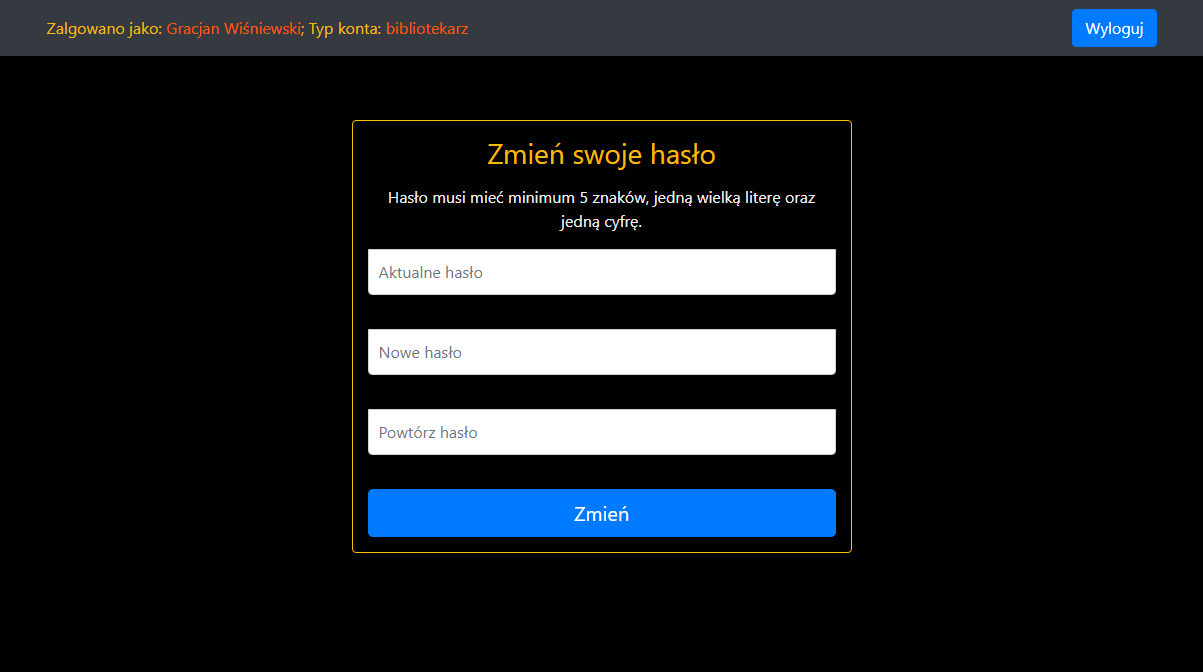 Zalgowano jako: Gracjan Wiśniewski; Typ konta: bibliotekarz
Wyloguj
Zmień swoje hasło
Hasło musi mieć minimum 5 znaków, jedną wielką literę oraz
jedną cyfrę.
Aktualne hasło
Nowe hasło
Powtórz hasło
Zmień